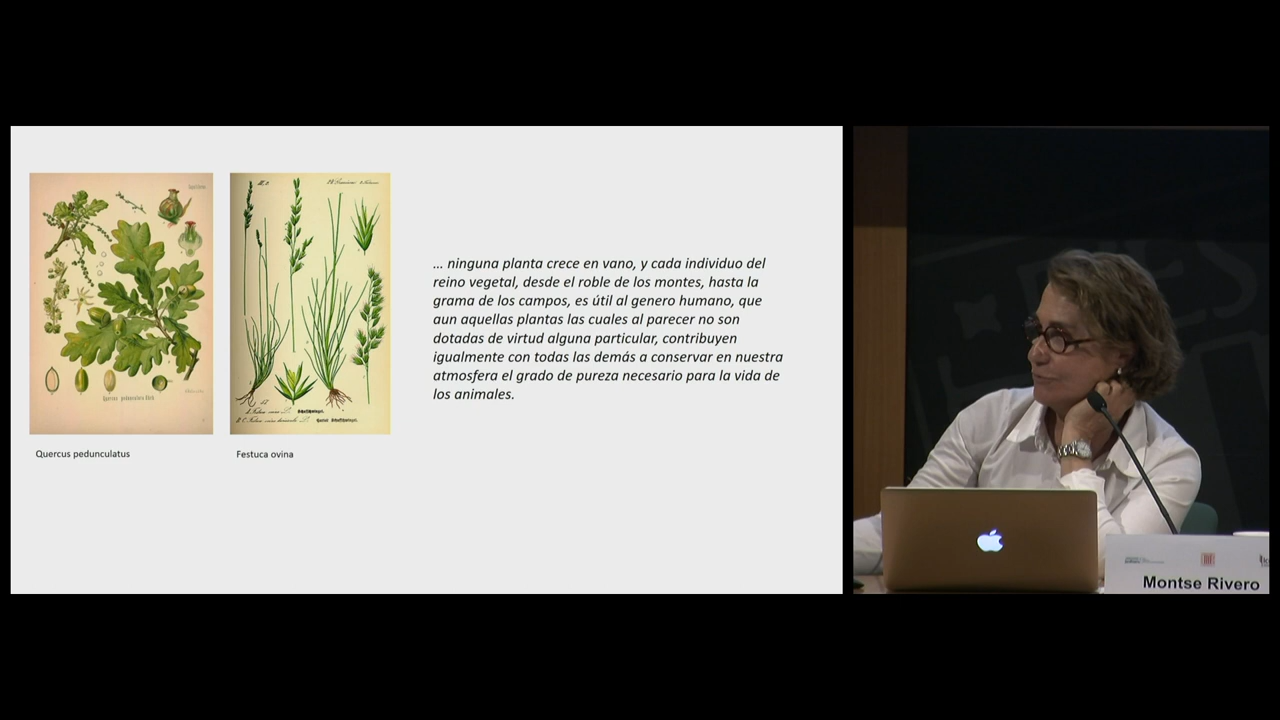 ... ninguna planta crece en vano, y cada individuo del
reino vegetal, desde el roble de los montes, hasta la
grama de los campos, es útil al genero humano, que
aun aquellas plantas las cuales al parecer no son
dotadas de virtud alguna particular, contribuyen
igualmente con todas las demás a conservar en nuestra
atmosfera el grado de pureza necesario para la vida de
los animales.
Quercus pedunculatus
Festuca ovina
Montse Rivero